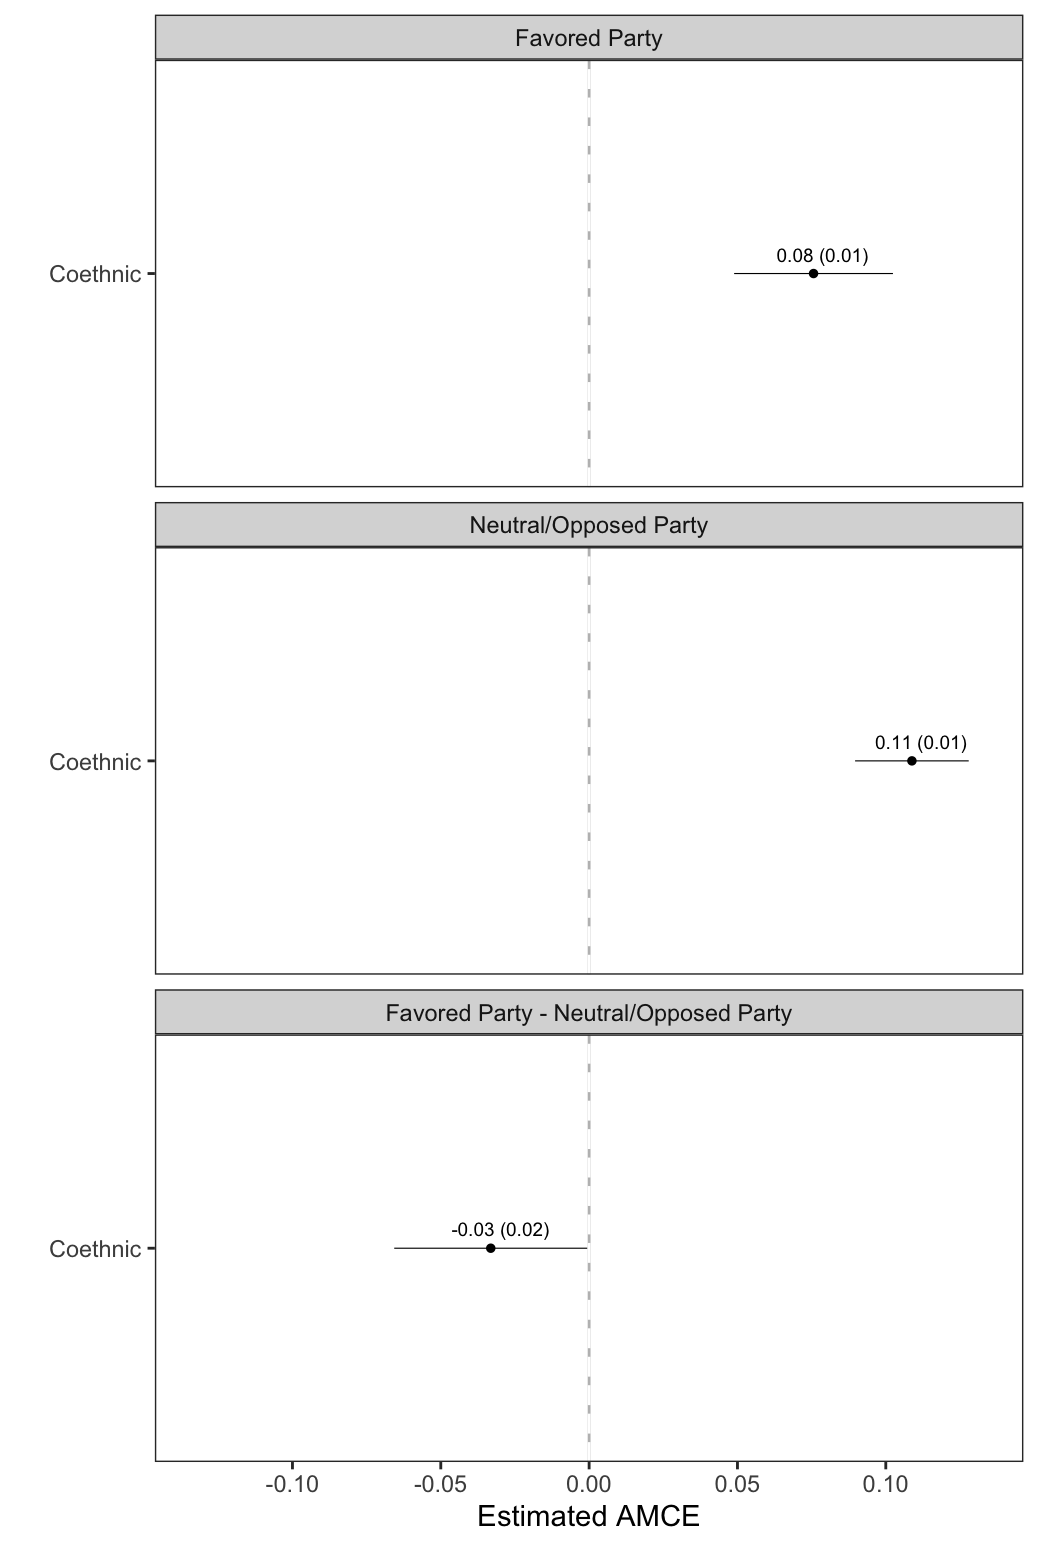 Favored Party
0.08 (0.01)
Coethnic
Neutral/Opposed Party
0.11 (0.01)
Coethnic
Favored Party - Neutral/Opposed Party
-0.03 (0.02)
Coethnic
-0.10 -0.05 0.00 0.05 0.10
Estimated AMCE